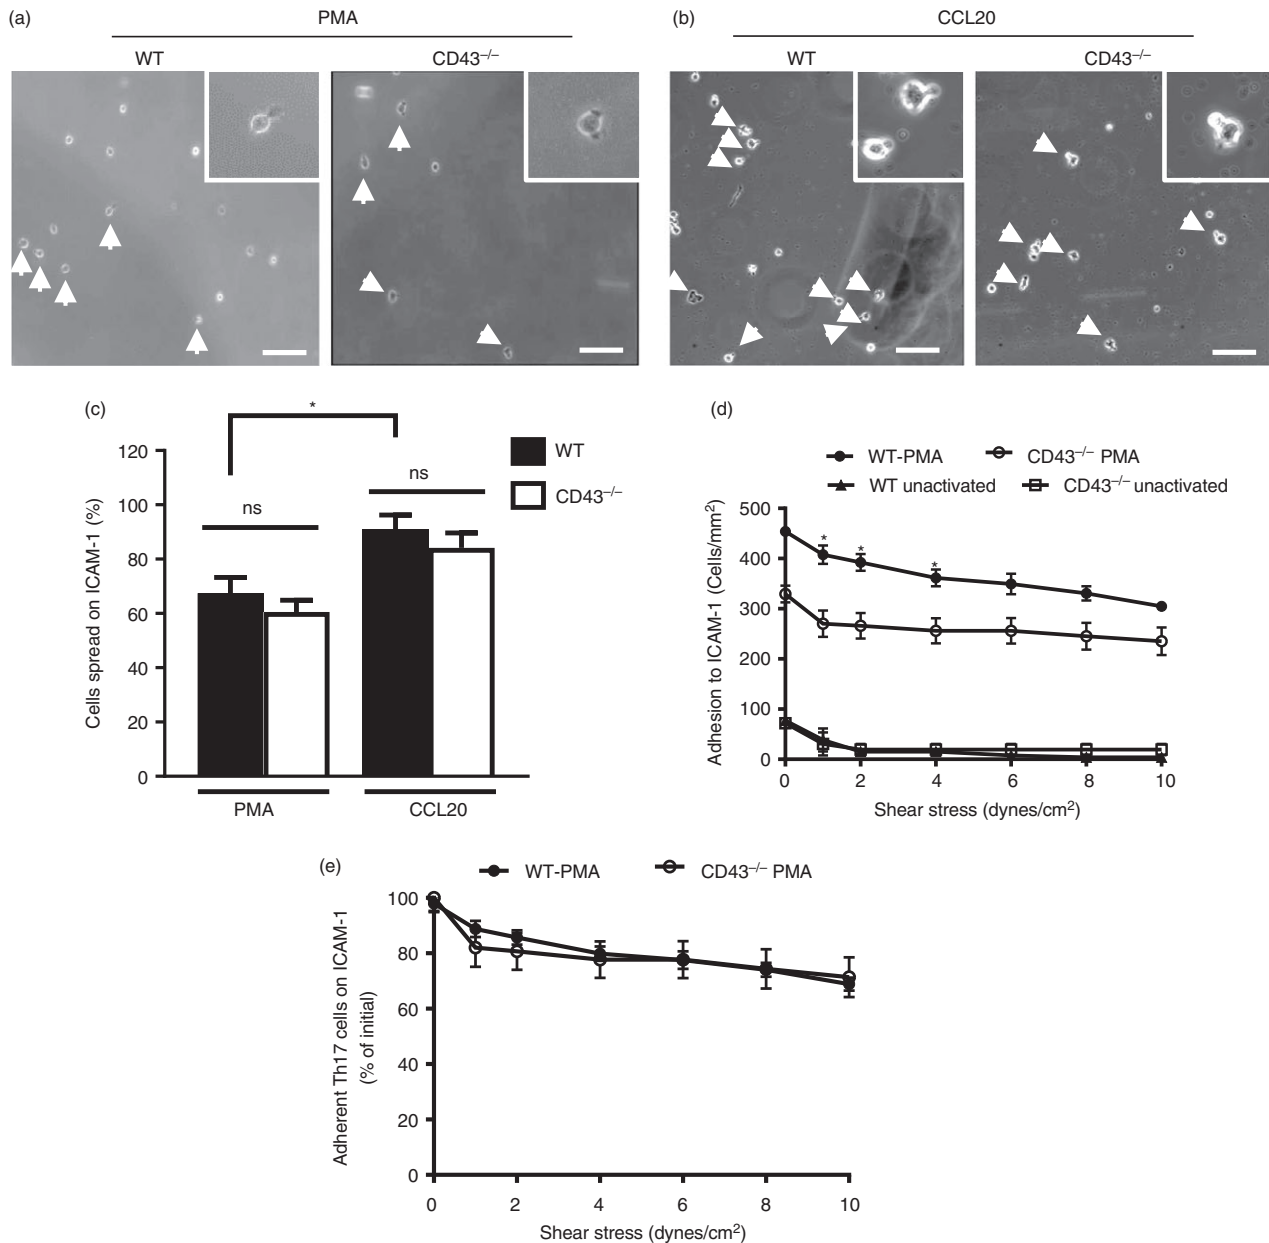 (a)
PMA
WT
CD43–/–
(b)
CCL20
WT
CD43–/–
(c)
*
ns
ns
WT
CD43–/–
Cells spread on ICAM-1 (%)
120
100
80
60
40
20
0
PMA
CCL20
(d)
WT-PMA
CD43–/– PMA
WT unactivated
CD43–/– unactivated
Adhesion to ICAM-1 (Cells/mm2)
500
400
300
200
100
0
*
*
*
0 2 4 6 8 10
Shear stress (dynes/cm2)
(e)
WT-PMA
CD43–/– PMA
Adherent Th17 cells on ICAM-1
(% of initial)
100
80
60
40
20
0
0 2 4 6 8 10
Shear stress (dynes/cm2)